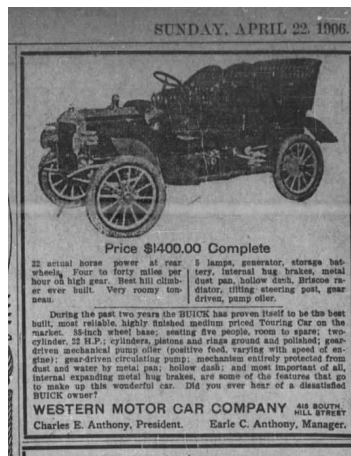 SUNDAY, APRIL 22, 1906.
Price $1400.00 Complete
22 actual horse power at rear
wheels. Four to forty miles per
hour on high gear. Best hill climb-
er ever built. Very roomy ton-
neau.
5 lamps, generator, storage bat-
tery, internal hug brakes, metal
dust pan, hollow dash, Briscoe ra-
diator, tilting steering post, gear
driven, pump oiler.
During the past two years the BUICK has proven itself to be the best
built, most reliable, highly finished medium priced Touring Car on the
market. 85-inch wheel base; seating five people, room to spare; two-
cylinder, 22 H.P.; cylinders, pistons and rings ground and polished; gear-
driven mechanical pump oiler (positive feed, varying with speed of en-
gine); gear-driven circulating pump; mechanism entirely protected from
dust and water by metal pan; hollow dash; and most important of all,
internal expanding metal hug brakes, are some of the features that go
to make up this wonderful car. Did you ever hear of a dissatisfied
BUICK owner?
WESTERN MOTOR CAR COMPANY 415 SOUTH HILL STREET
Charles E. Anthony, President. Earle C. Anthony, Manager.